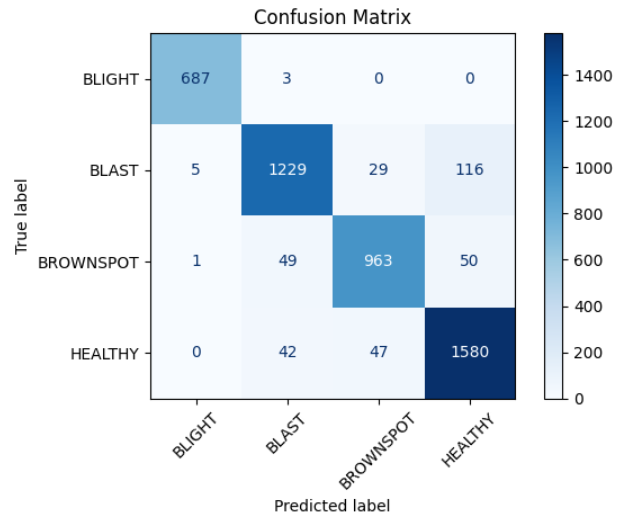 Confusion Matrix
True label
BLIGHT 687 3 0 0
BLAST 5 1229 29 116
BROWNSPOT 1 49 963 50
HEALTHY 0 42 47 1580
BLIGHT BLAST BROWNSPOT HEALTHY
Predicted label
1400
1200
1000
800
600
400
200
0